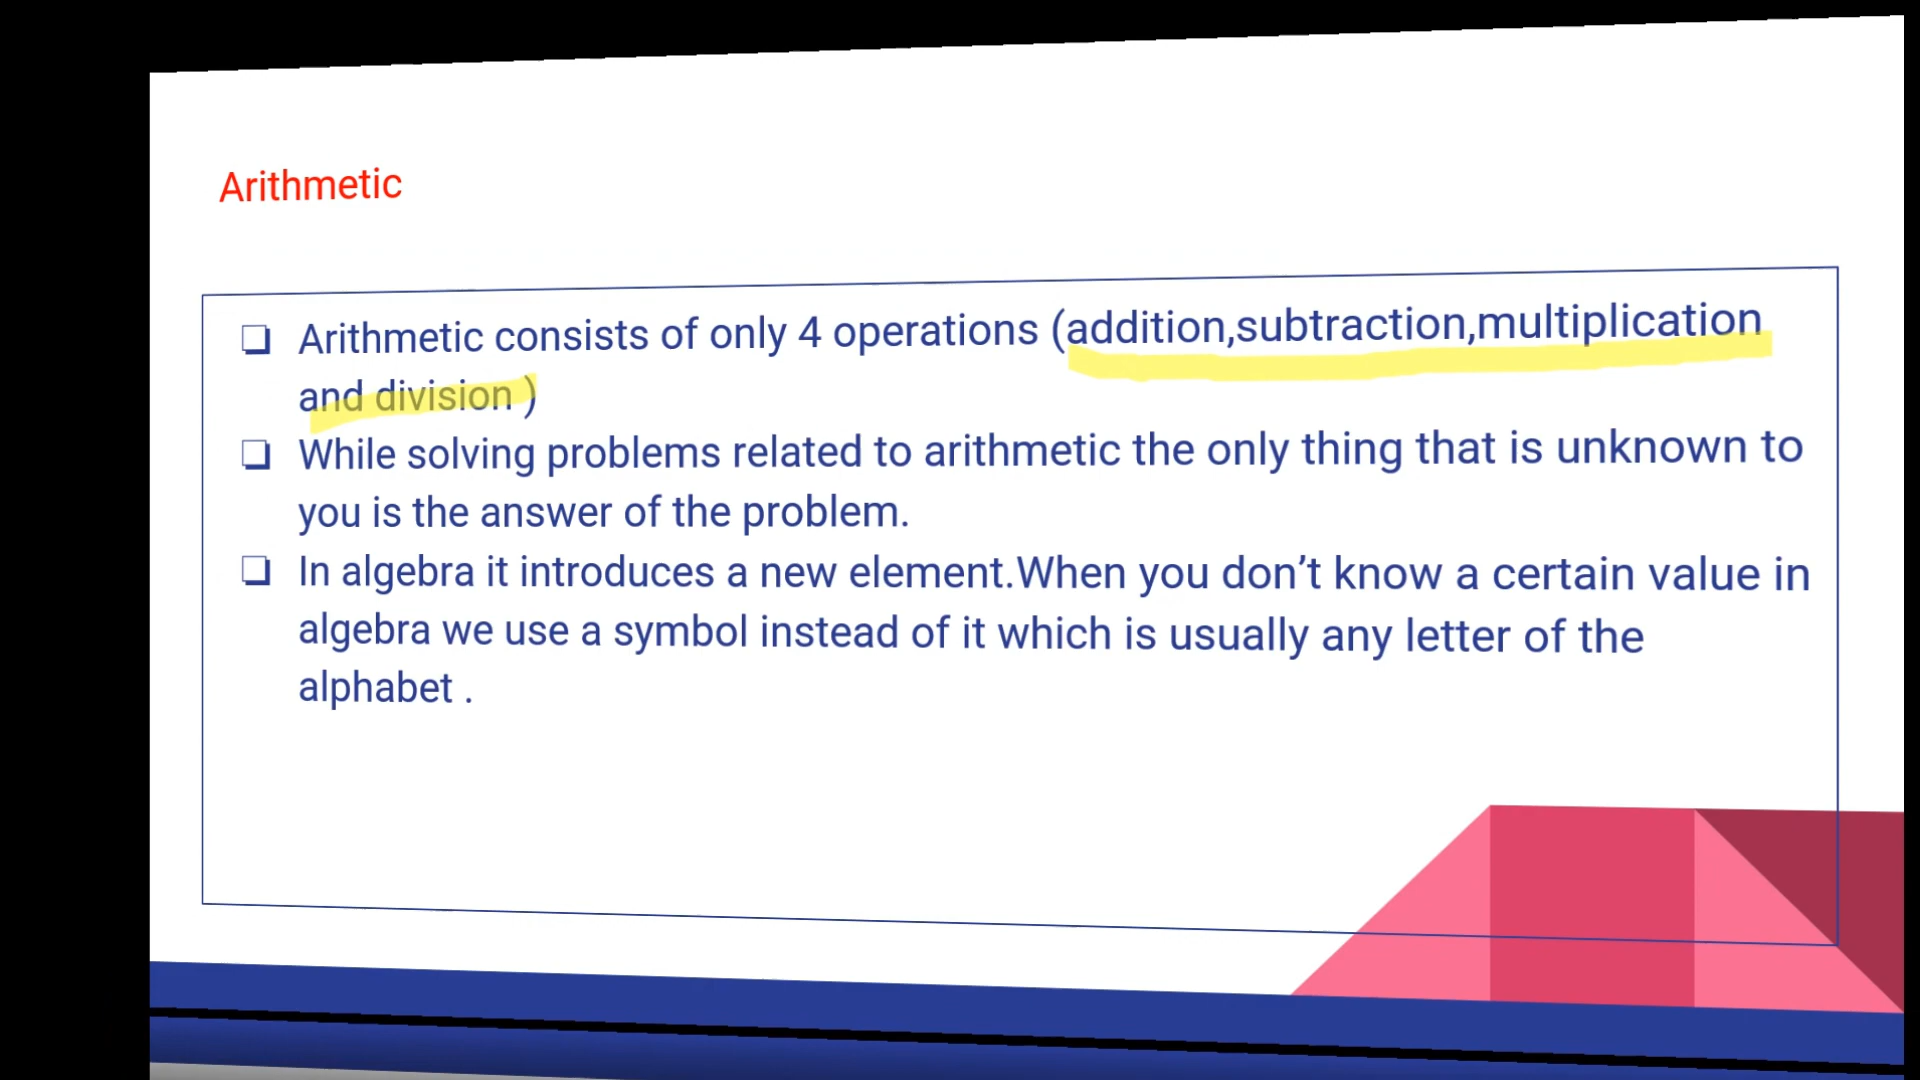 Arithmetic
❏ Arithmetic consists of only 4 operations (addition,subtraction,multiplication
and division )
❏ While solving problems related to arithmetic the only thing that is unknown to
you is the answer of the problem.
❏ In algebra it introduces a new element.When you don’t know a certain value in
algebra we use a symbol instead of it which is usually any letter of the
alphabet .